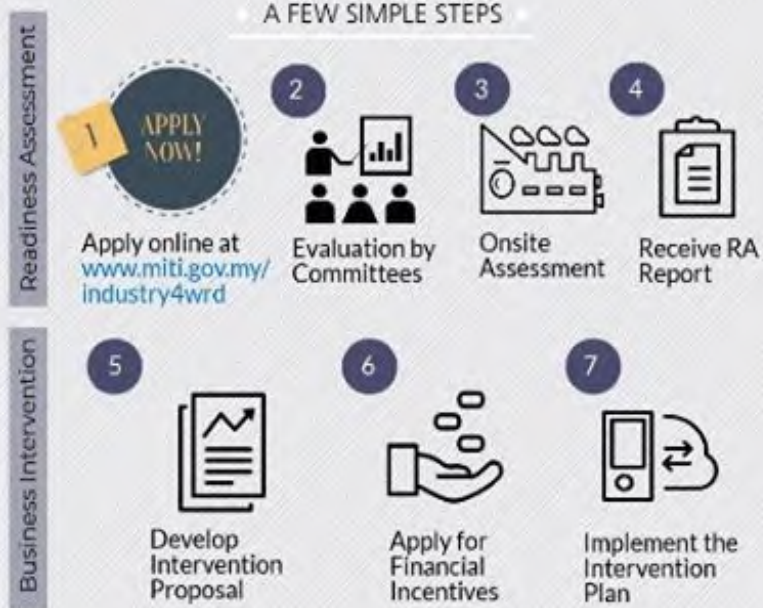 A FEW SIMPLE STEPS
Readiness Assessment
1
APPLY
NOW!
Apply online at
www.miti.gov.my/
industry4wrd
2
Evaluation by
Committees
3
Onsite
Assessment
4
Receive RA
Report
Business Intervention
5
Develop
Intervention
Proposal
6
Apply for
Financial
Incentives
7
Implement the
Intervention
Plan